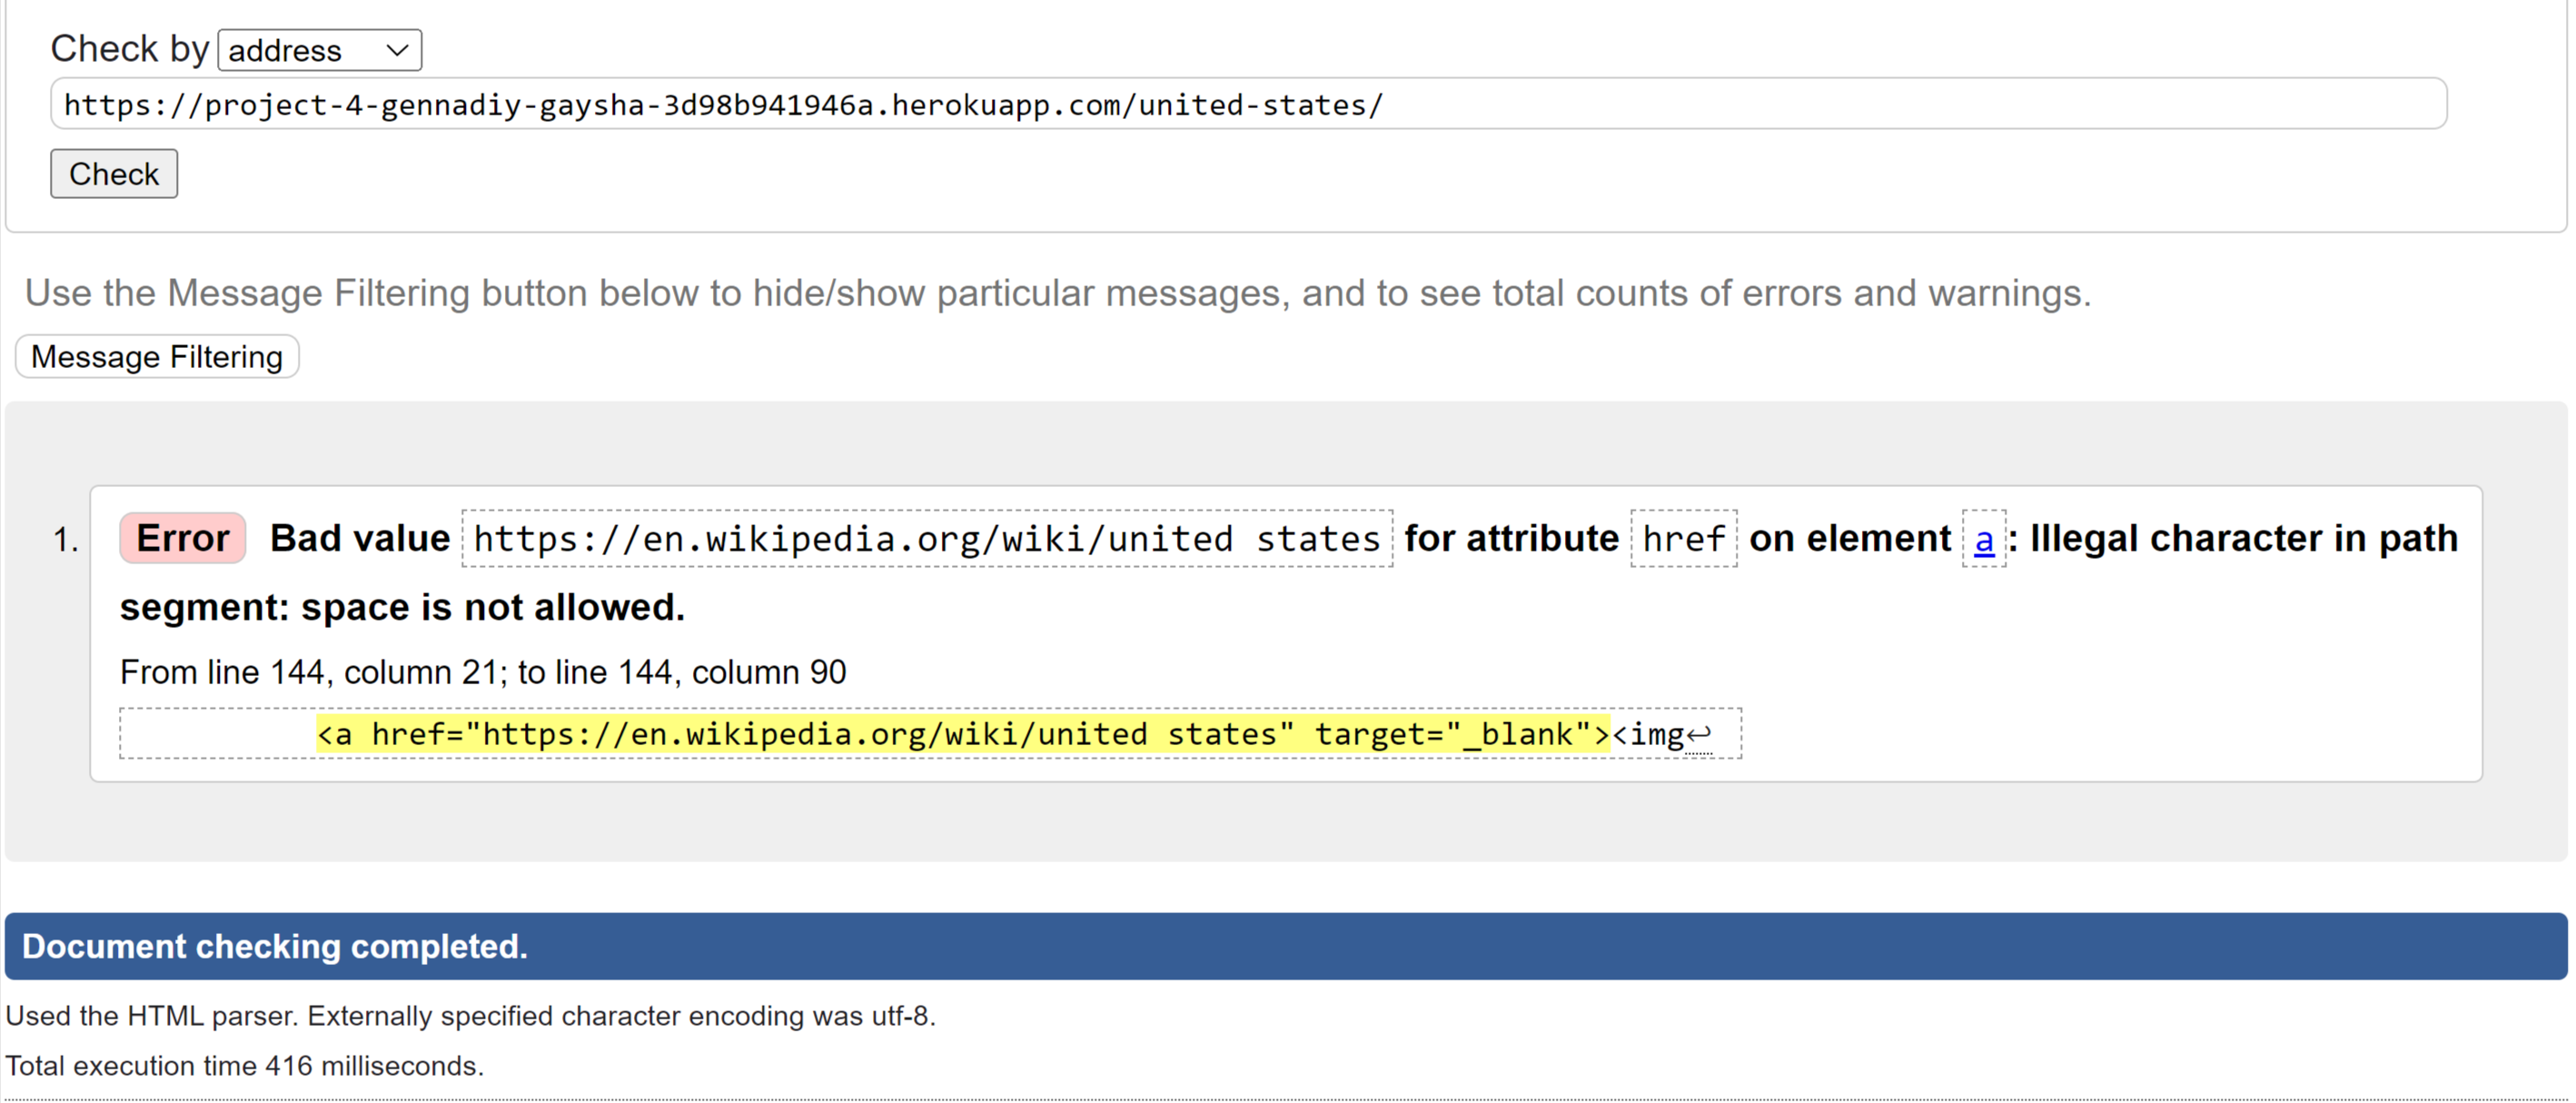 Check by address
https://project-4-gennadiy-gaysha-3d98b941946a.herokuapp.com/united-states/
Check
Use the Message Filtering button below to hide/show particular messages, and to see total counts of errors and warnings.
Message Filtering
1. Error Bad value https://en.wikipedia.org/wiki/united states for attribute href on element a: Illegal character in path
segment: space is not allowed.
From line 144, column 21; to line 144, column 90
<a href="https://en.wikipedia.org/wiki/united states" target="_blank"><img↩
Document checking completed.
Used the HTML parser. Externally specified character encoding was utf-8.
Total execution time 416 milliseconds.